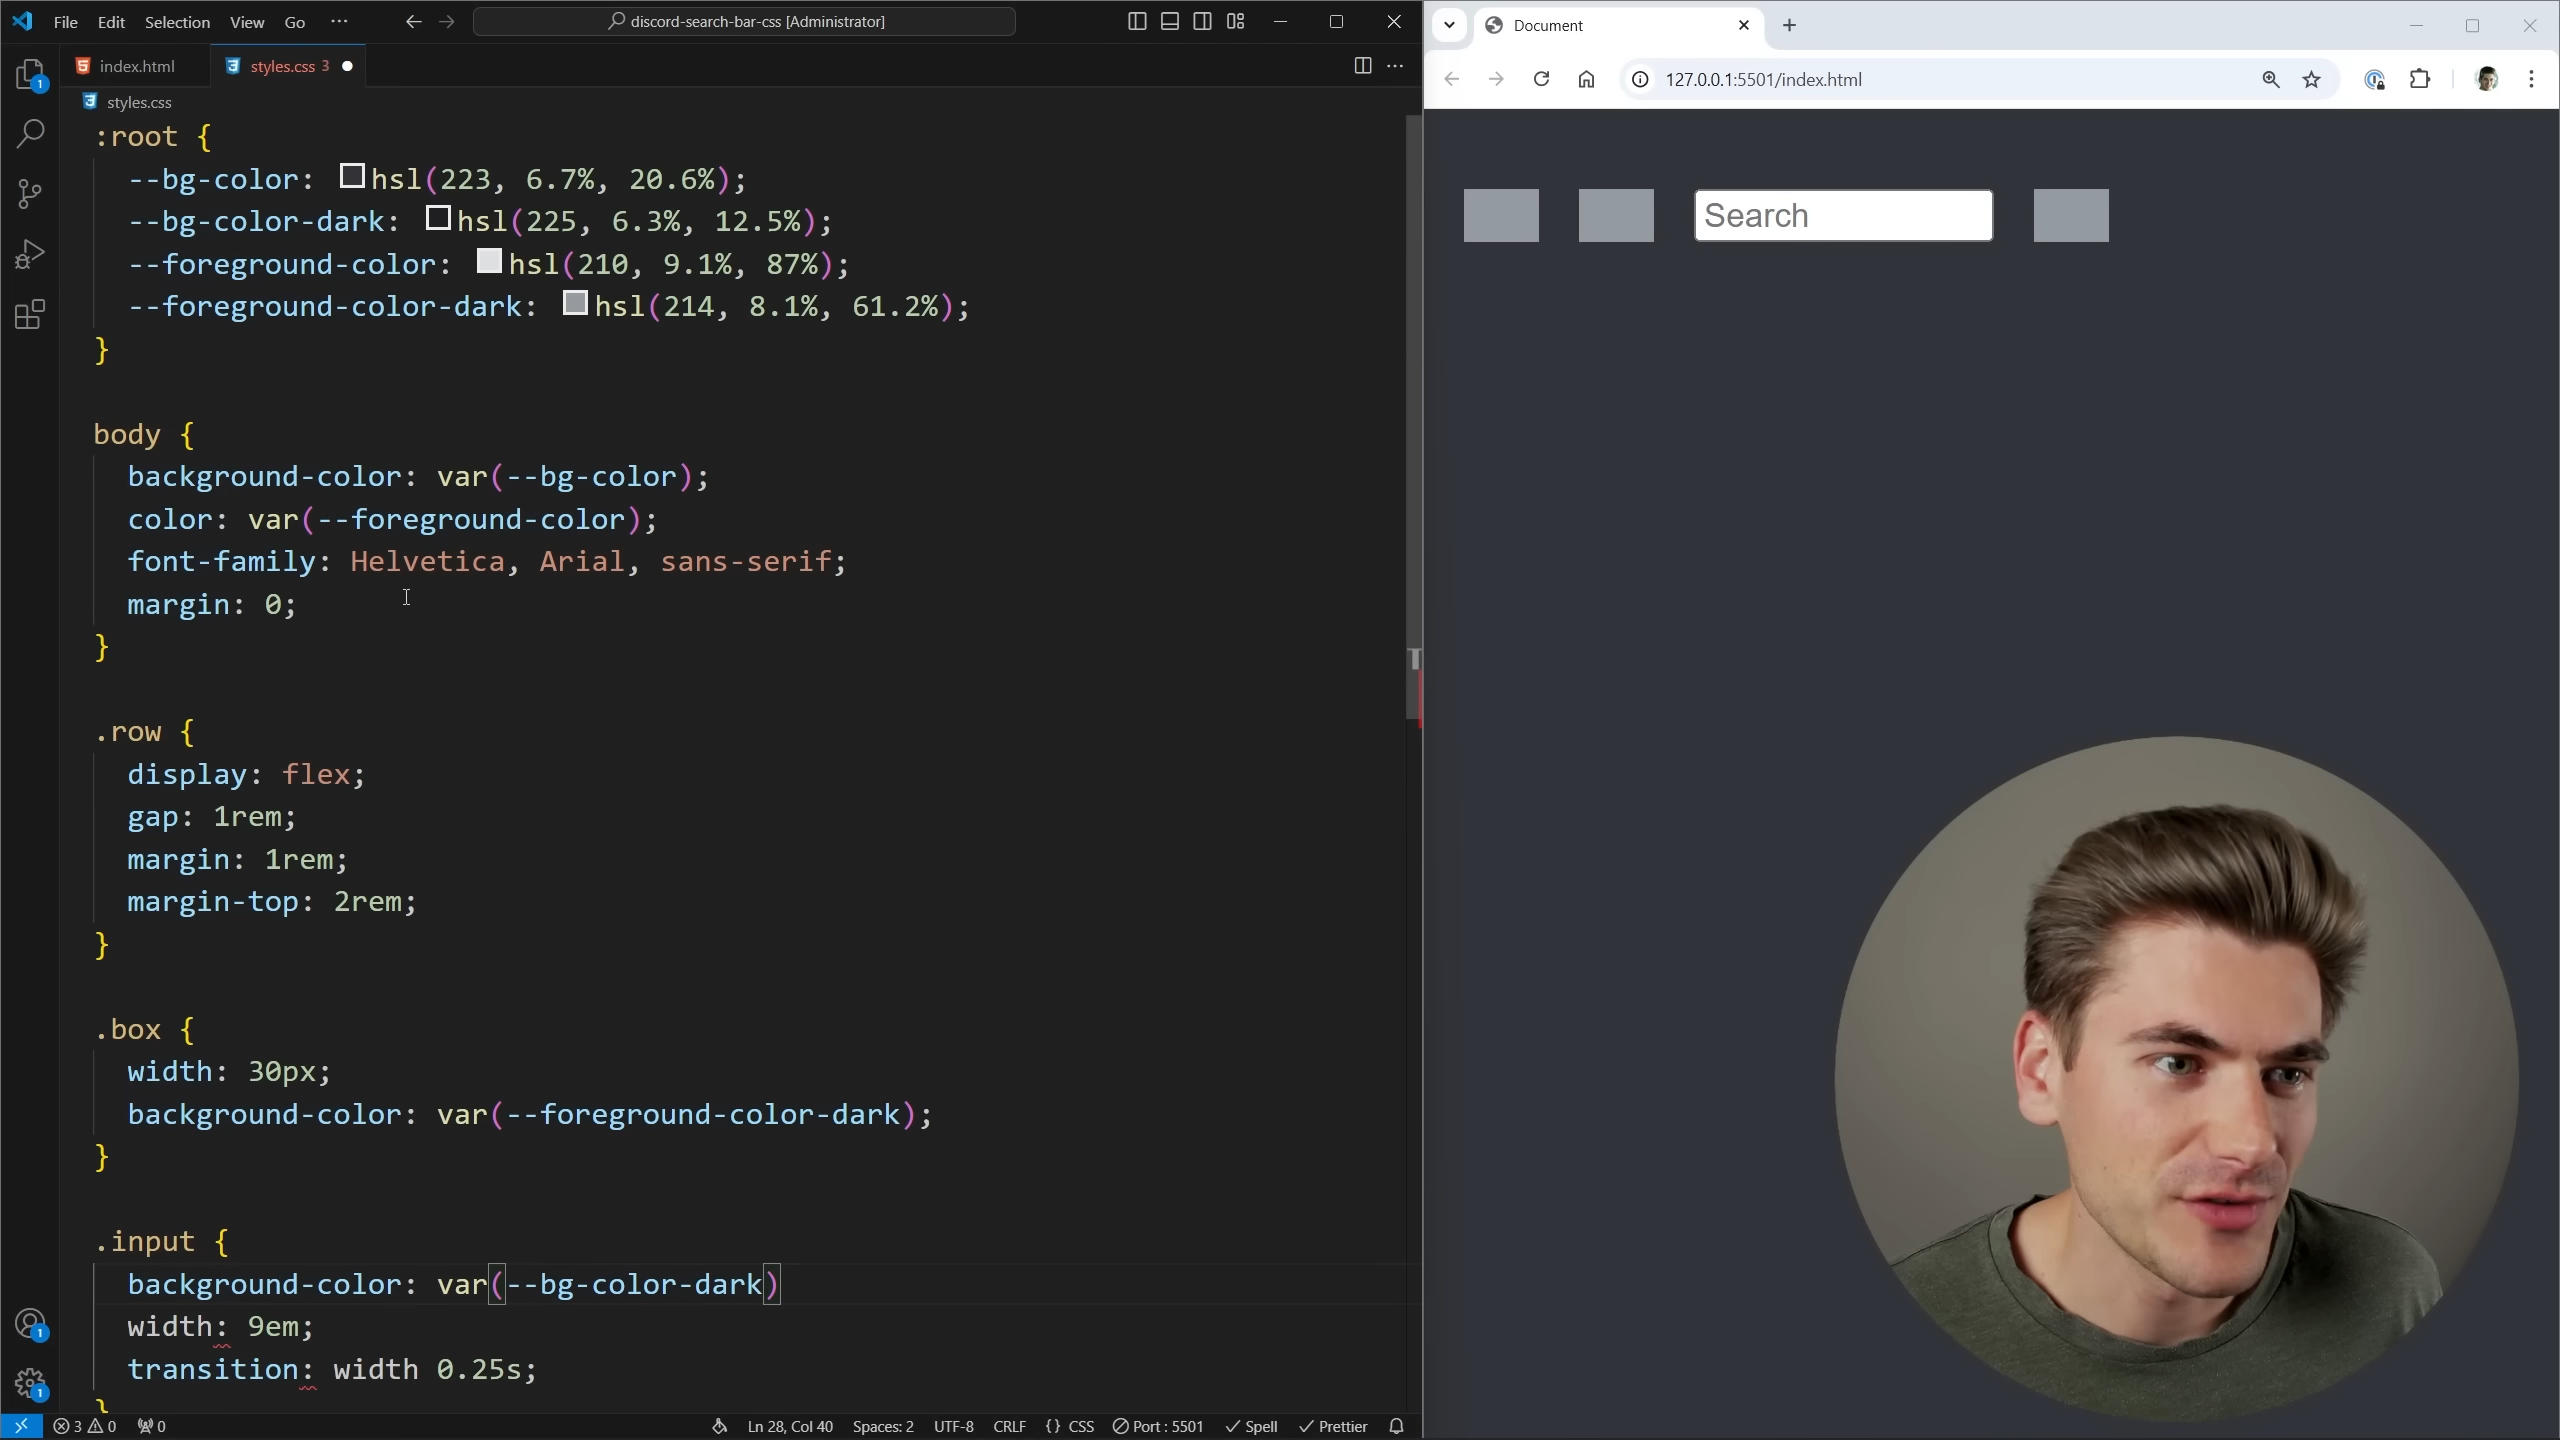 File Edit Selection View Go ··· discord-search-bar-css [Administrator]
index.html styles.css 3
styles.css
:root {
--bg-color: hsl(223, 6.7%, 20.6%);
--bg-color-dark: hsl(225, 6.3%, 12.5%);
--foreground-color: hsl(210, 9.1%, 87%);
--foreground-color-dark: hsl(214, 8.1%, 61.2%);
}
body {
background-color: var(--bg-color);
color: var(--foreground-color);
font-family: Helvetica, Arial, sans-serif;
margin: 0;
}
.row {
display: flex;
gap: 1rem;
margin: 1rem;
margin-top: 2rem;
}
.box {
width: 30px;
background-color: var(--foreground-color-dark);
}
.input {
background-color: var(--bg-color-dark)
width: 9em;
transition: width 0.25s;
}
1
1
1
3 0 0 Ln 28, Col 40 Spaces: 2 UTF-8 CRLF {} CSS Port : 5501 Spell Prettier
Document
127.0.0.1:5501/index.html
Search